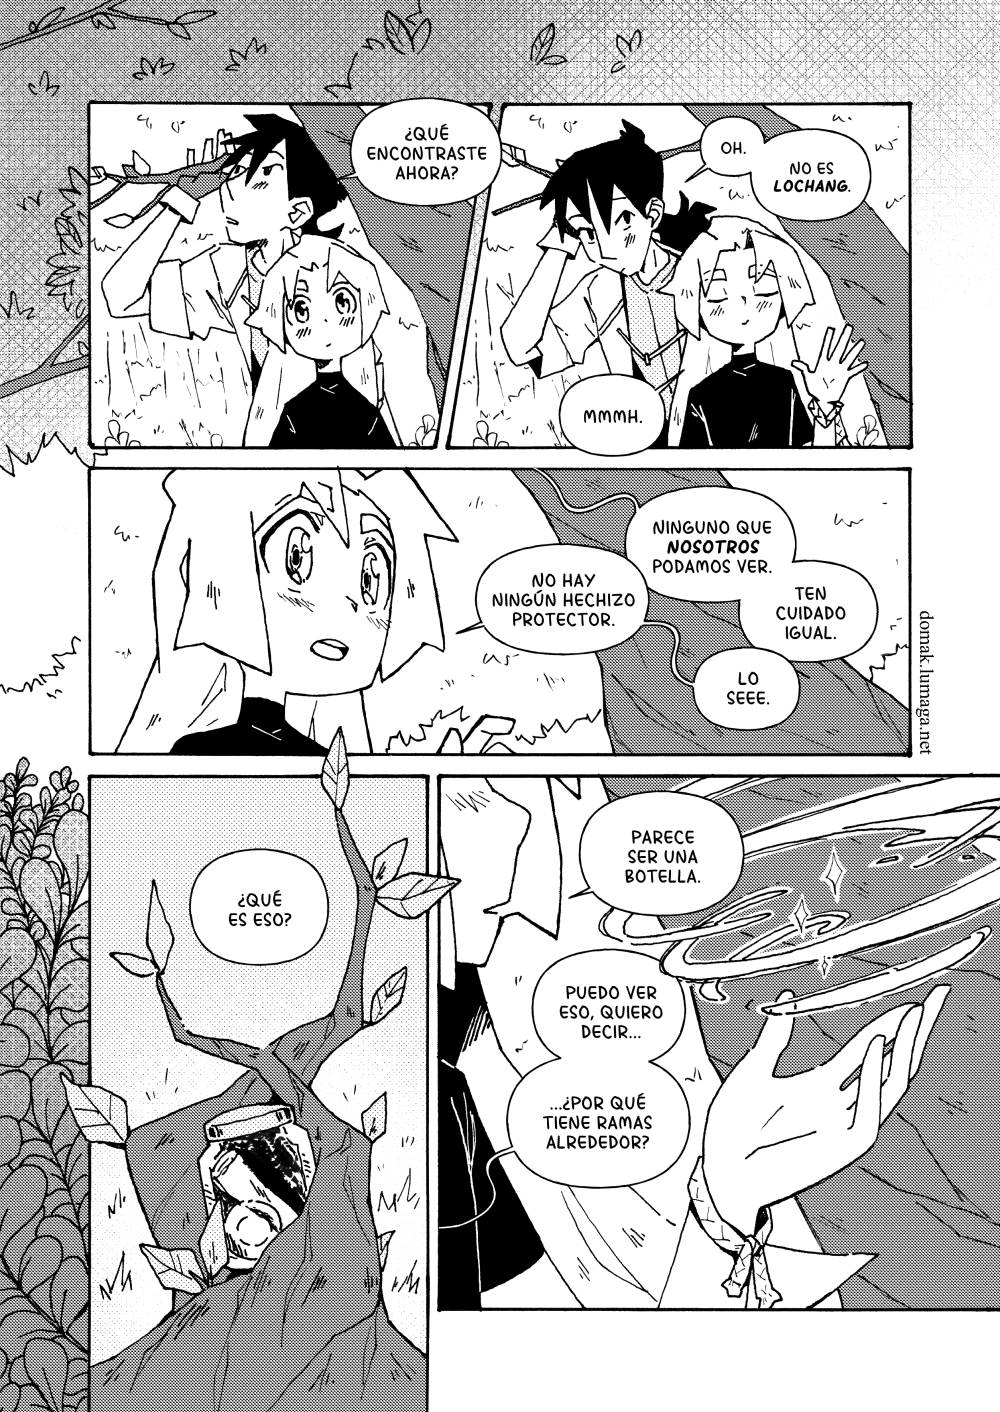 ¿QUÉ
ENCONTRASTE
AHORA?
OH.
NO ES
LOCHANG.
MMMH.
NO HAY
NINGÚN HECHIZO
PROTECTOR.
NINGUNO QUE
NOSOTROS
PODAMOS VER.
TEN
CUIDADO
IGUAL.
LO
SEEE.
domak.lumaga.net
¿QUÉ
ES ESO?
PARECE
SER UNA
BOTELLA.
PUEDO VER
ESO, QUIERO
DECIR...
...¿POR QUÉ
TIENE RAMAS
ALREDEDOR?